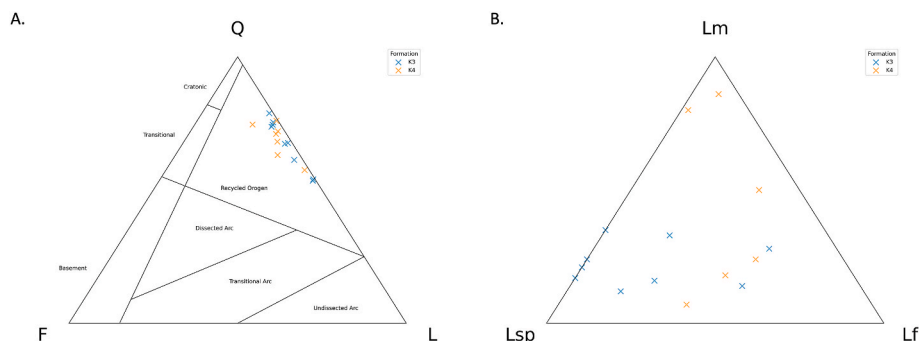 A.
B.
Q
Lm
Formation
K3
K4
Formation
K3
K4
Cratonic
Transitional
Recycled Orogen
Dissected Arc
Basement
Transitional Arc
Undissected Arc
F
L
Lsp
Lf